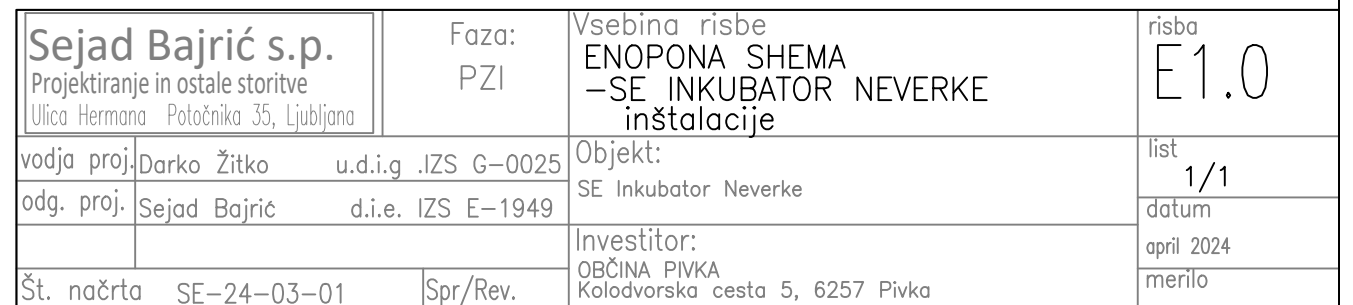 Sejad Bajrić s.p.
Projektiranje in ostale storitve
Ulica Hermana Potočnika 35, Ljubljana
Faza:
PZI
Vsebina risbe
ENOPONA SHEMA
-SE INKUBATOR NEVERKE
inštalacije
risba
E1.0
vodja proj. Darko Žitko u.d.i.g .IZS G-0025
odg. proj. Sejad Bajrić d.i.e. IZS E-1949
Objekt:
SE Inkubator Neverke
list
1/1
datum
april 2024
Investitor:
OBČINA PIVKA
Kolodvorska cesta 5, 6257 Pivka
merilo
Št. načrta SE-24-03-01 Spr/Rev.